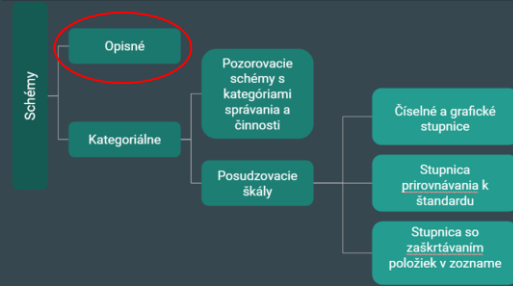 Schémy
Opisné
Kategoriálne
Pozorovacie
schémy s
kategóriami
správania a
činnosti
Posudzovacie
škály
Číselné a grafické
stupnice
Stupnica
prirovnávania k
štandardu
Stupnica so
zaškrtávaním
položiek v zozname